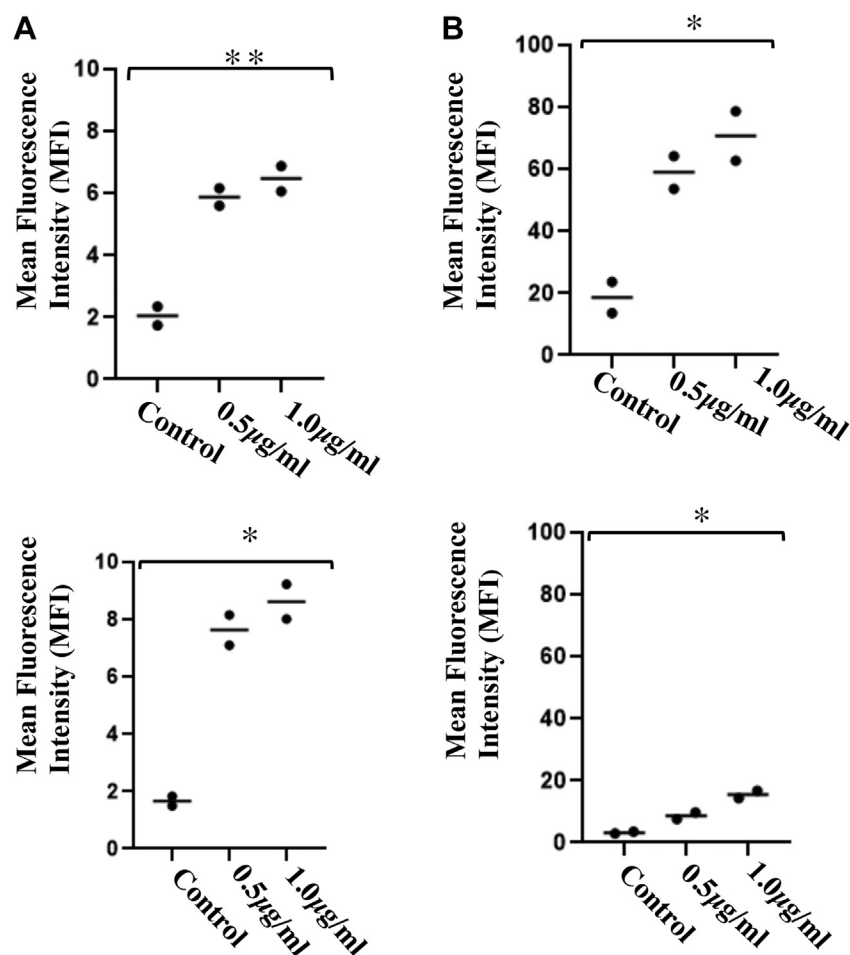 A
**
Mean Fluorescence
Intensity (MFI)
10
8
6
4
2
0
Control
0.5µg/ml
1.0µg/ml
B
*
Mean Fluorescence
Intensity (MFI)
100
80
60
40
20
0
Control
0.5µg/ml
1.0µg/ml
*
Mean Fluorescence
Intensity (MFI)
10
8
6
4
2
0
Control
0.5µg/ml
1.0µg/ml
*
Mean Fluorescence
Intensity (MFI)
100
80
60
40
20
0
Control
0.5µg/ml
1.0µg/ml